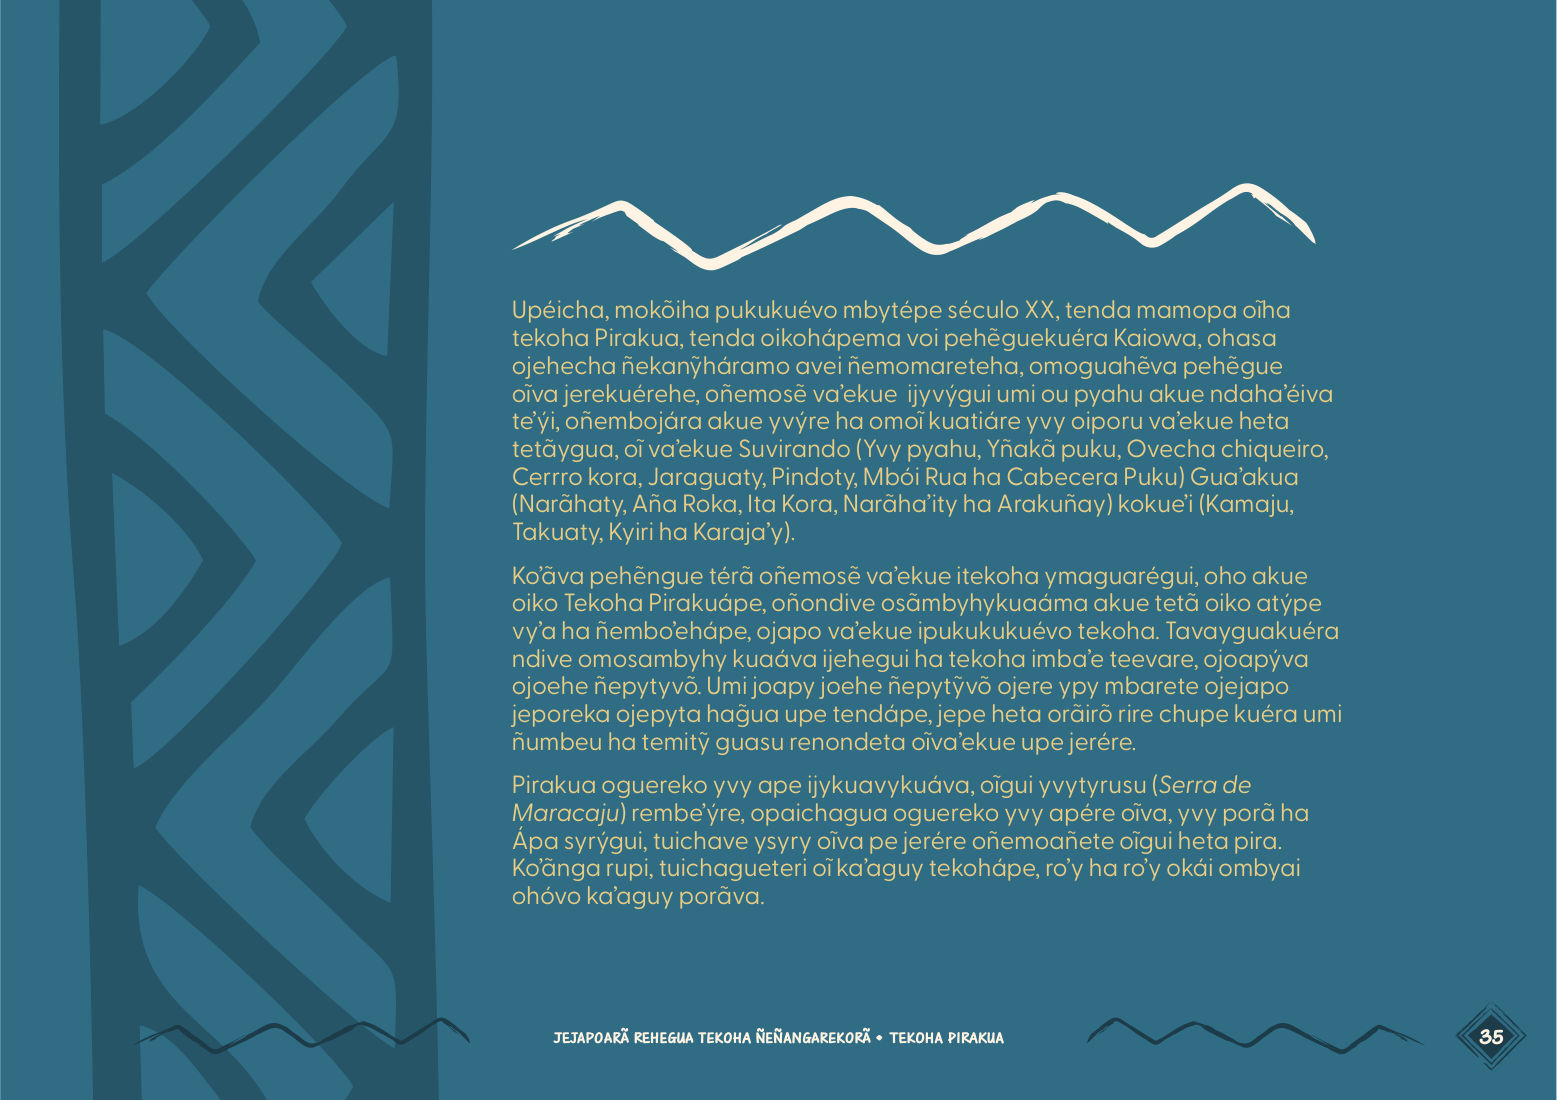 Upéicha, mokõiha pukukuévo mbytépe século XX, tenda mamopa oĩha
tekoha Pirakua, tenda oikohápema voi pehẽguekuéra Kaiowa, ohasa
ojehecha ñekanỹháramo avei ñemomareteha, omoguahẽva pehẽgue
oĩva jerekuérehe, oñemosẽ va’ekue ijyvýgui umi ou pyahu akue ndaha’éiva
te’ýi, oñembojára akue yvýre ha omoĩ kuatiáre yvy oiporu va’ekue heta
tetãygua, oĩ va’ekue Suvirando (Yvy pyahu, Yñakã puku, Ovecha chiqueiro,
Cerrro kora, Jaraguaty, Pindoty, Mbói Rua ha Cabecera Puku) Gua’akua
(Narãhaty, Aña Roka, Ita Kora, Narãha’ity ha Arakuñay) kokue’i (Kamaju,
Takuaty, Kyiri ha Karaja’y).
Ko’ãva pehẽngue térã oñemosẽ va’ekue itekoha ymaguarégui, oho akue
oiko Tekoha Pirakuápe, oñondive osãmbyhykuaáma akue tetã oiko atýpe
vy’a ha ñembo’ehápe, ojapo va’ekue ipukukukuévo tekoha. Tavayguakuéra
ndive omosambyhy kuaáva ijehegui ha tekoha imba’e teevare, ojoapýva
ojoehe ñepytyvõ. Umi joapy joehe ñepytỹvõ ojere ypy mbarete ojejapo
jeporeka ojepyta hag̃ua upe tendápe, jepe heta orãirõ rire chupe kuéra umi
ñumbeu ha temitỹ guasu renondeta oĩva’ekue upe jerére.
Pirakua oguereko yvy ape ijykuavykuáva, oĩgui yvytyrusu (Serra de
Maracaju) rembe’ýre, opaichagua oguereko yvy apére oĩva, yvy porã ha
Ápa syrýgui, tuichave ysyry oĩva pe jerére oñemoañete oĩgui heta pira.
Ko’ãnga rupi, tuichagueteri oĩ ka’aguy tekohápe, ro’y ha ro’y okái ombyai
ohóvo ka’aguy porãva.
JEJAPOARÃ REHEGUA TEKOHA ÑEÑANGAREKORÃ • TEKOHA PIRAKUA
35